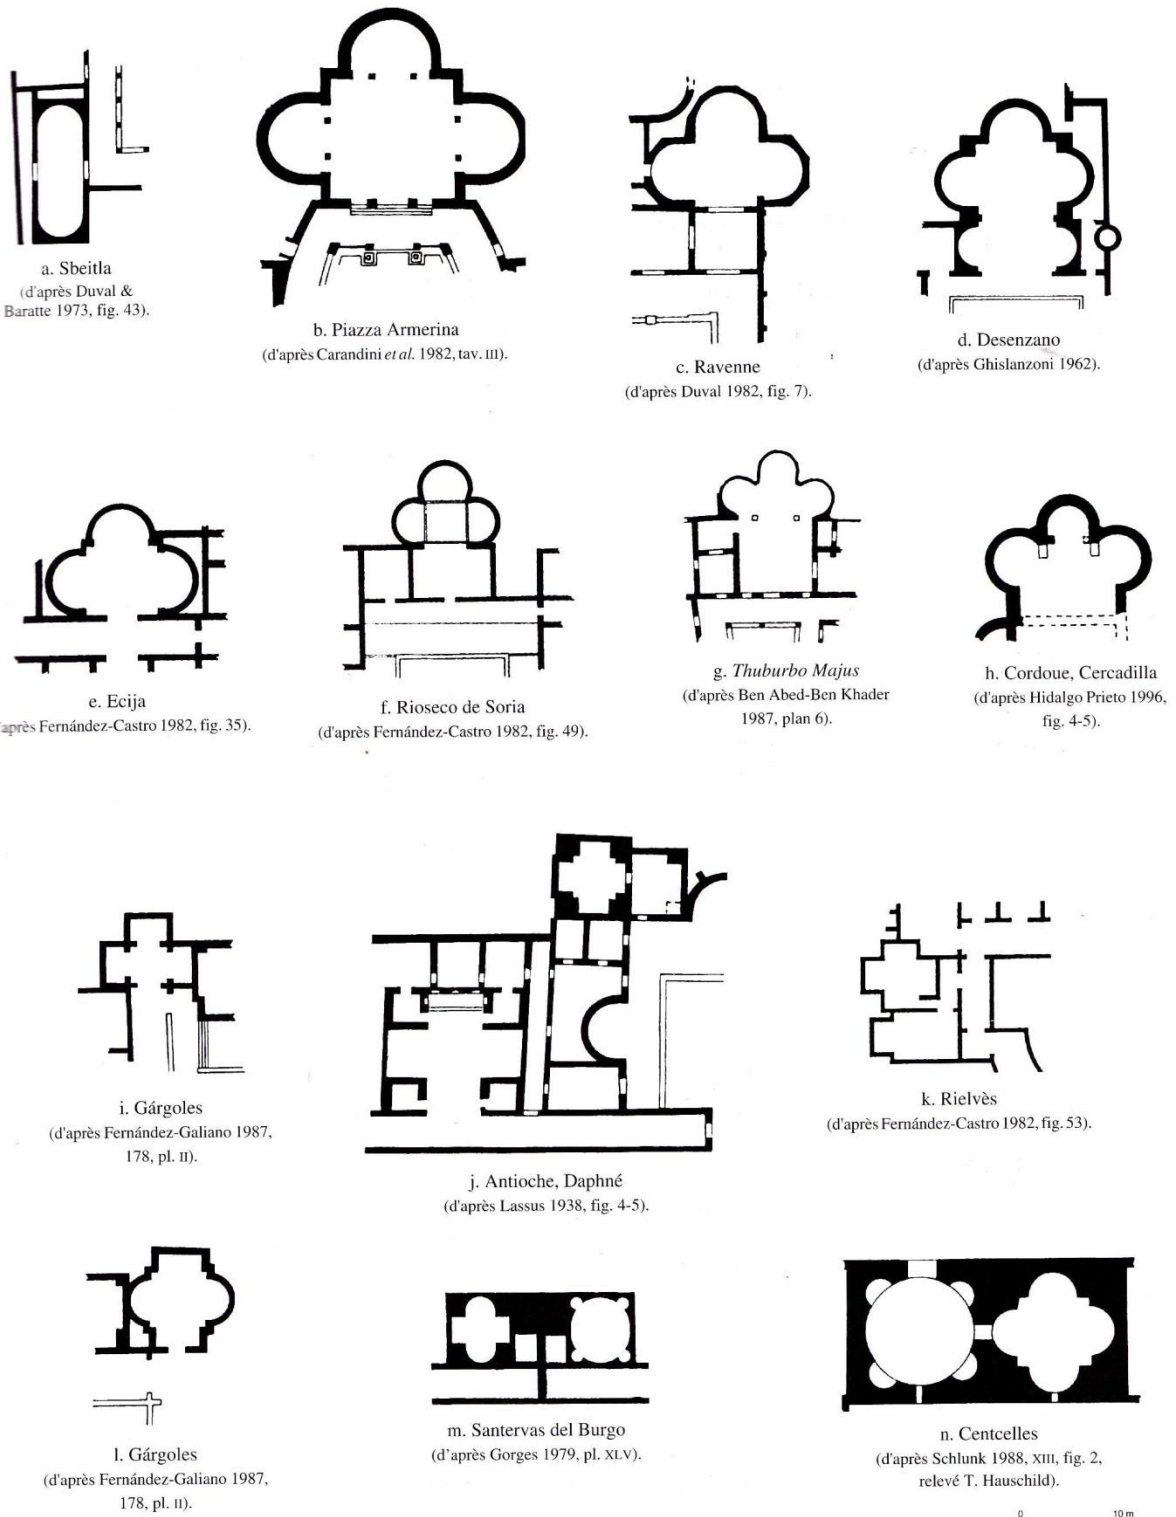 a. Sbeitla
(d'après Duval &
Baratte 1973, fig. 43).
b. Piazza Armerina
(d'après Carandini et al. 1982, tav. III).
c. Ravenne
(d'après Duval 1982, fig. 7).
d. Desenzano
(d'après Ghislanzoni 1962).
e. Ecija
après Fernández-Castro 1982, fig. 35).
f. Rioseco de Soria
(d'après Fernández-Castro 1982, fig. 49).
g. Thuburbo Majus
(d'après Ben Abed-Ben Khader
1987, plan 6).
h. Cordoue, Cercadilla
(d'après Hidalgo Prieto 1996,
fig. 4-5).
i. Gárgoles
(d'après Fernández-Galiano 1987,
178, pl. II).
j. Antioche, Daphné
(d'après Lassus 1938, fig. 4-5).
k. Rielvès
(d'après Fernández-Castro 1982, fig. 53).
l. Gárgoles
(d'après Fernández-Galiano 1987,
178, pl. II).
m. Santervas del Burgo
(d'après Gorges 1979, pl. XLV).
n. Centcelles
(d'après Schlunk 1988, XIII, fig. 2,
relevé T. Hauschild).
0 10 m